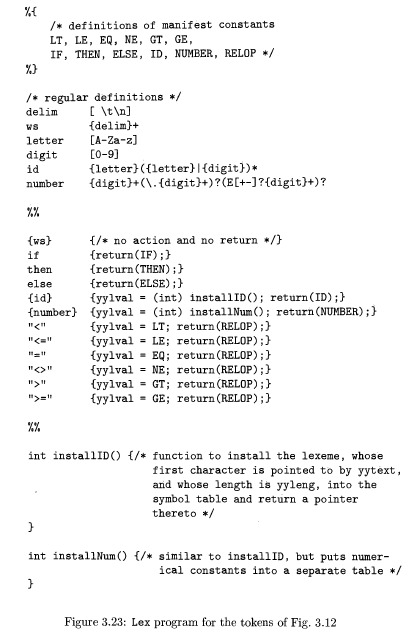 %{
    /* definitions of manifest constants
    LT, LE, EQ, NE, GT, GE,
    IF, THEN, ELSE, ID, NUMBER, RELOP */
%}
/* regular definitions */
delim     [ \t\n]
ws        {delim}+
letter    [A-Za-z]
digit     [0-9]
id        {letter}({letter}|{digit})*
number    {digit}+(\.{digit}+)?(E[+-]?{digit}+)?
%%
{ws}      {/* no action and no return */}
if        {return(IF);}
then      {return(THEN);}
else      {return(ELSE);}
{id}      {yylval = (int) installID(); return(ID);}
{number}  {yylval = (int) installNum(); return(NUMBER);}
"<"       {yylval = LT; return(RELOP);}
"<="      {yylval = LE; return(RELOP);}
"="       {yylval = EQ; return(RELOP);}
"<>"      {yylval = NE; return(RELOP);}
">"       {yylval = GT; return(RELOP);}
">="      {yylval = GE; return(RELOP);}
%%
int installID() {/* function to install the lexeme, whose
                    first character is pointed to by yytext,
                    and whose length is yyleng, into the
                    symbol table and return a pointer
                    thereto */
}
int installNum() {/* similar to installID, but puts numer-
                     ical constants into a separate table */
}
Figure 3.23: Lex program for the tokens of Fig. 3.12